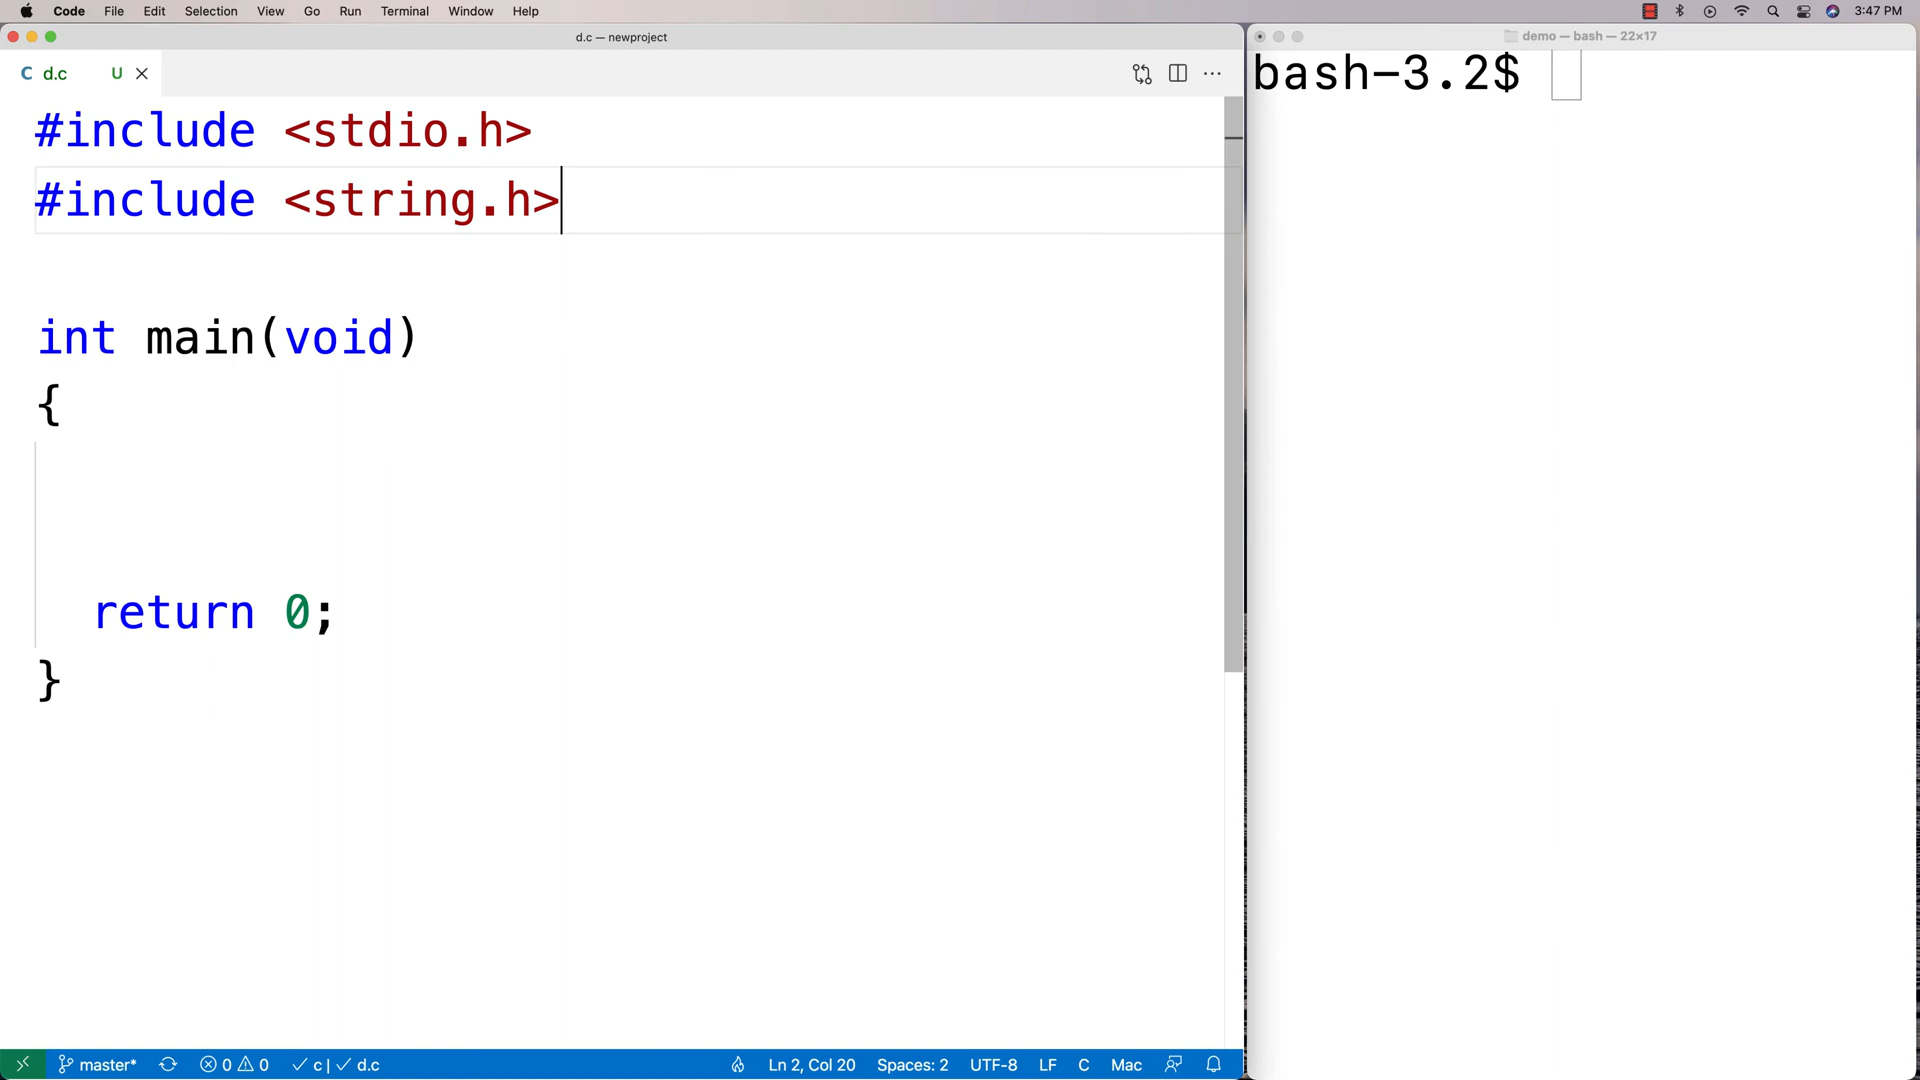 Code File Edit Selection View Go Run Terminal Window Help
3:47 PM
d.c — newproject
demo — bash — 22×17
C d.c U
bash-3.2$
#include <stdio.h>
#include <string.h>
int main(void)
{
return 0;
}
master* 0 0 c | d.c Ln 2, Col 20 Spaces: 2 UTF-8 LF C Mac